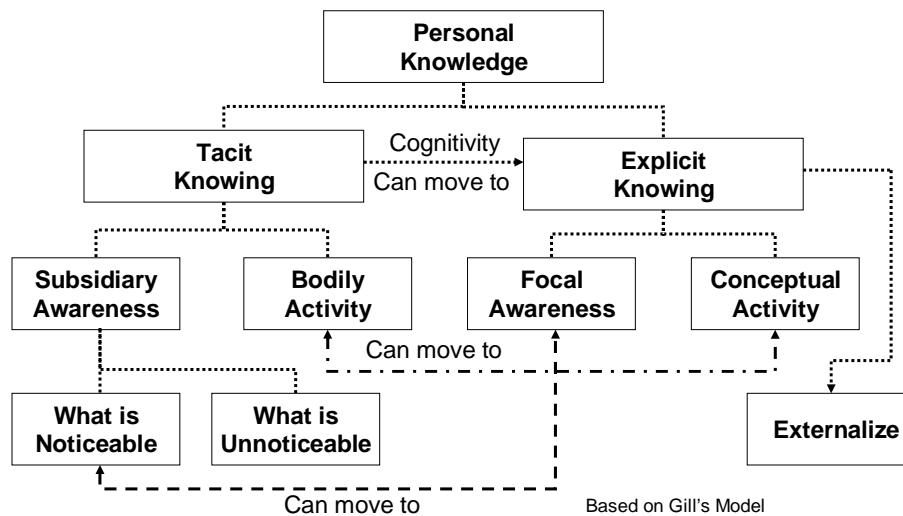 Personal
Knowledge
Tacit
Knowing
Cognitivity
Can move to
Explicit
Knowing
Subsidiary
Awareness
Bodily
Activity
Focal
Awareness
Conceptual
Activity
Can move to
What is
Noticeable
What is
Unnoticeable
Externalize
Can move to
Based on Gill's Model